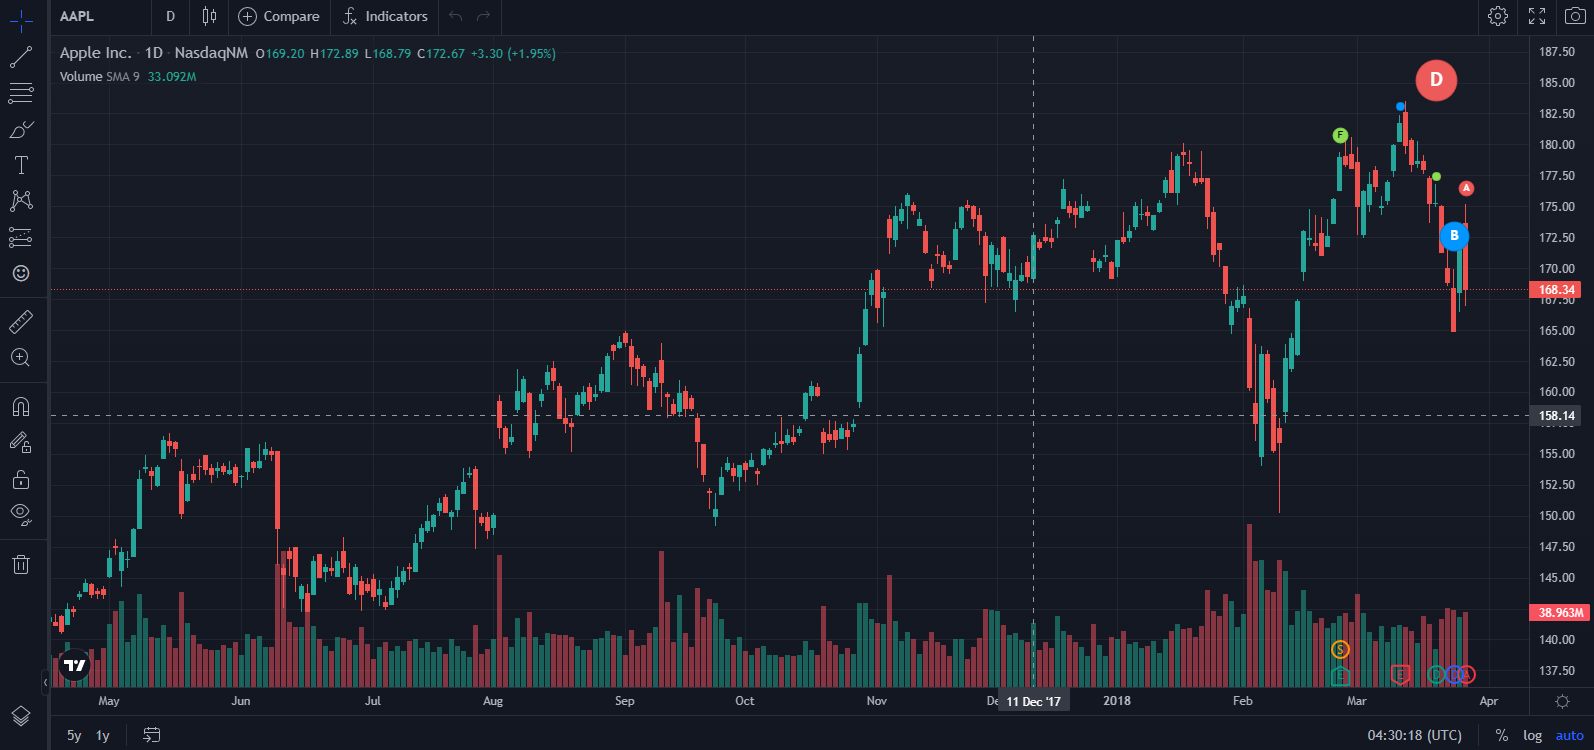 AAPL D Compare Indicators
Apple Inc. · 1D · NasdaqNM O169.20 H172.89 L168.79 C172.67 +3.30 (+1.95%)
Volume SMA 9 33.092M
187.50
D
185.00
182.50
F
180.00
177.50
A
175.00
B
172.50
170.00
168.34
167.50
165.00
162.50
160.00
158.14
155.00
152.50
150.00
147.50
145.00
38.963M
140.00
S
137.50
E E D D A
May Jun Jul Aug Sep Oct Nov 11 Dec '17 2018 Feb Mar Apr
5y 1y 04:30:18 (UTC) % log auto